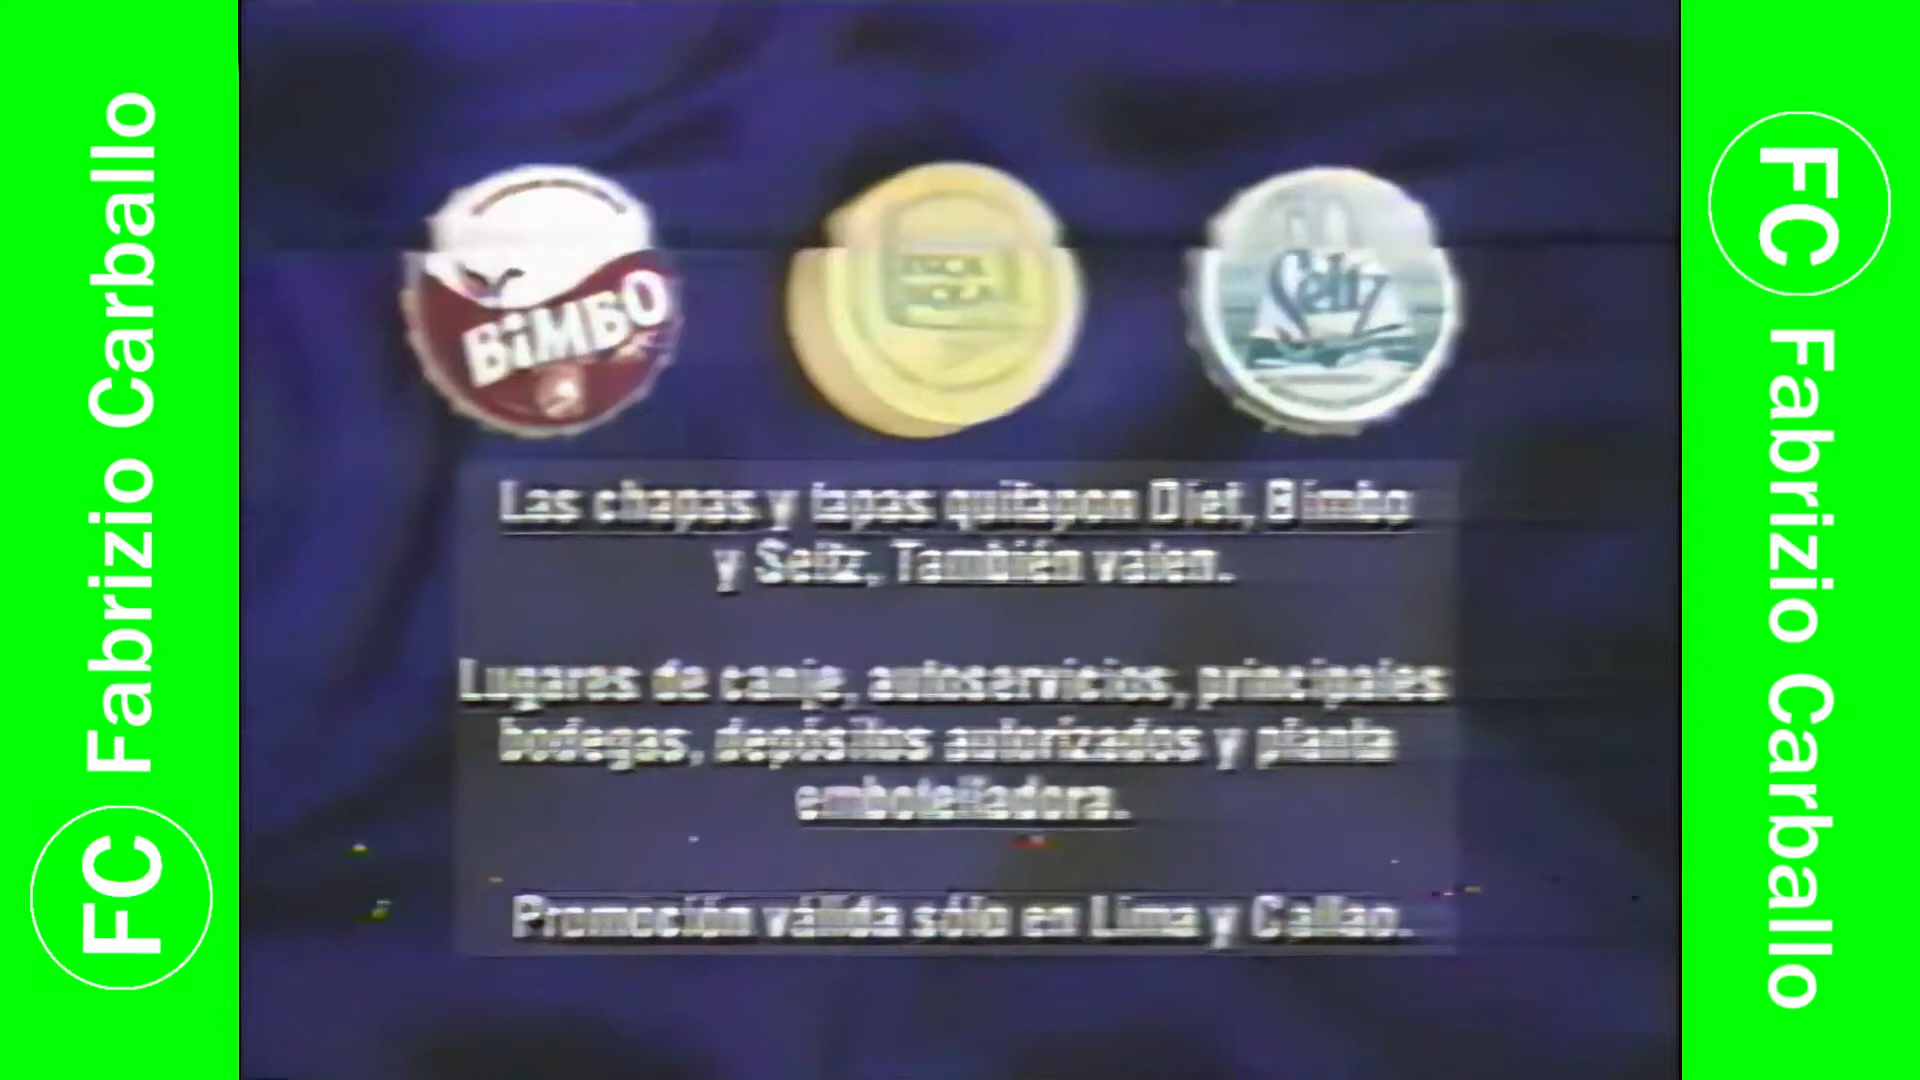 FC Fabrizio Carballo
BiMBO
Seltz
Las chapas y tapas quitapon Diet, Bimbo
y Seltz, También valen.
Lugares de canje, autoservicios, principales
bodegas, depósitos autorizados y planta
embotelladora.
Promoción válida sólo en Lima y Callao.
FC Fabrizio Carballo